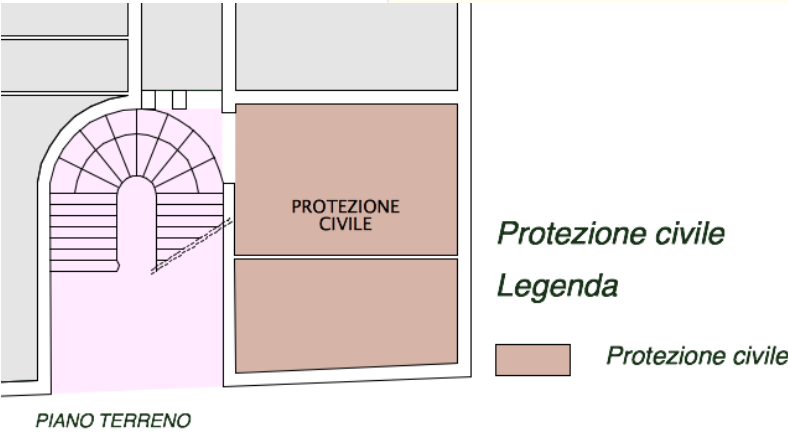 PROTEZIONE
CIVILE
Protezione civile
Legenda
Protezione civile
PIANO TERRENO